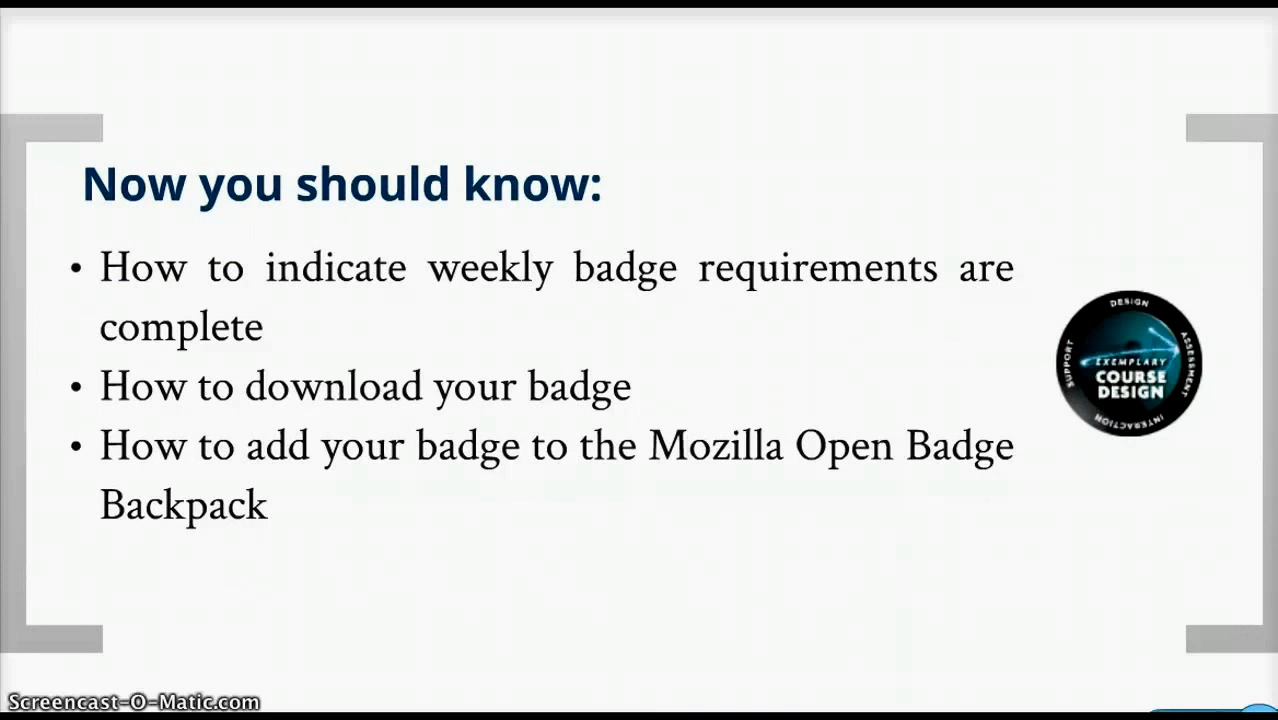 Now you should know:
• How to indicate weekly badge requirements are
complete
• How to download your badge
• How to add your badge to the Mozilla Open Badge
Backpack
DESIGN
ASSESSMENT
INTERACTION
SUPPORT
EXEMPLARY
COURSE
DESIGN
Screencast-O-Matic.com